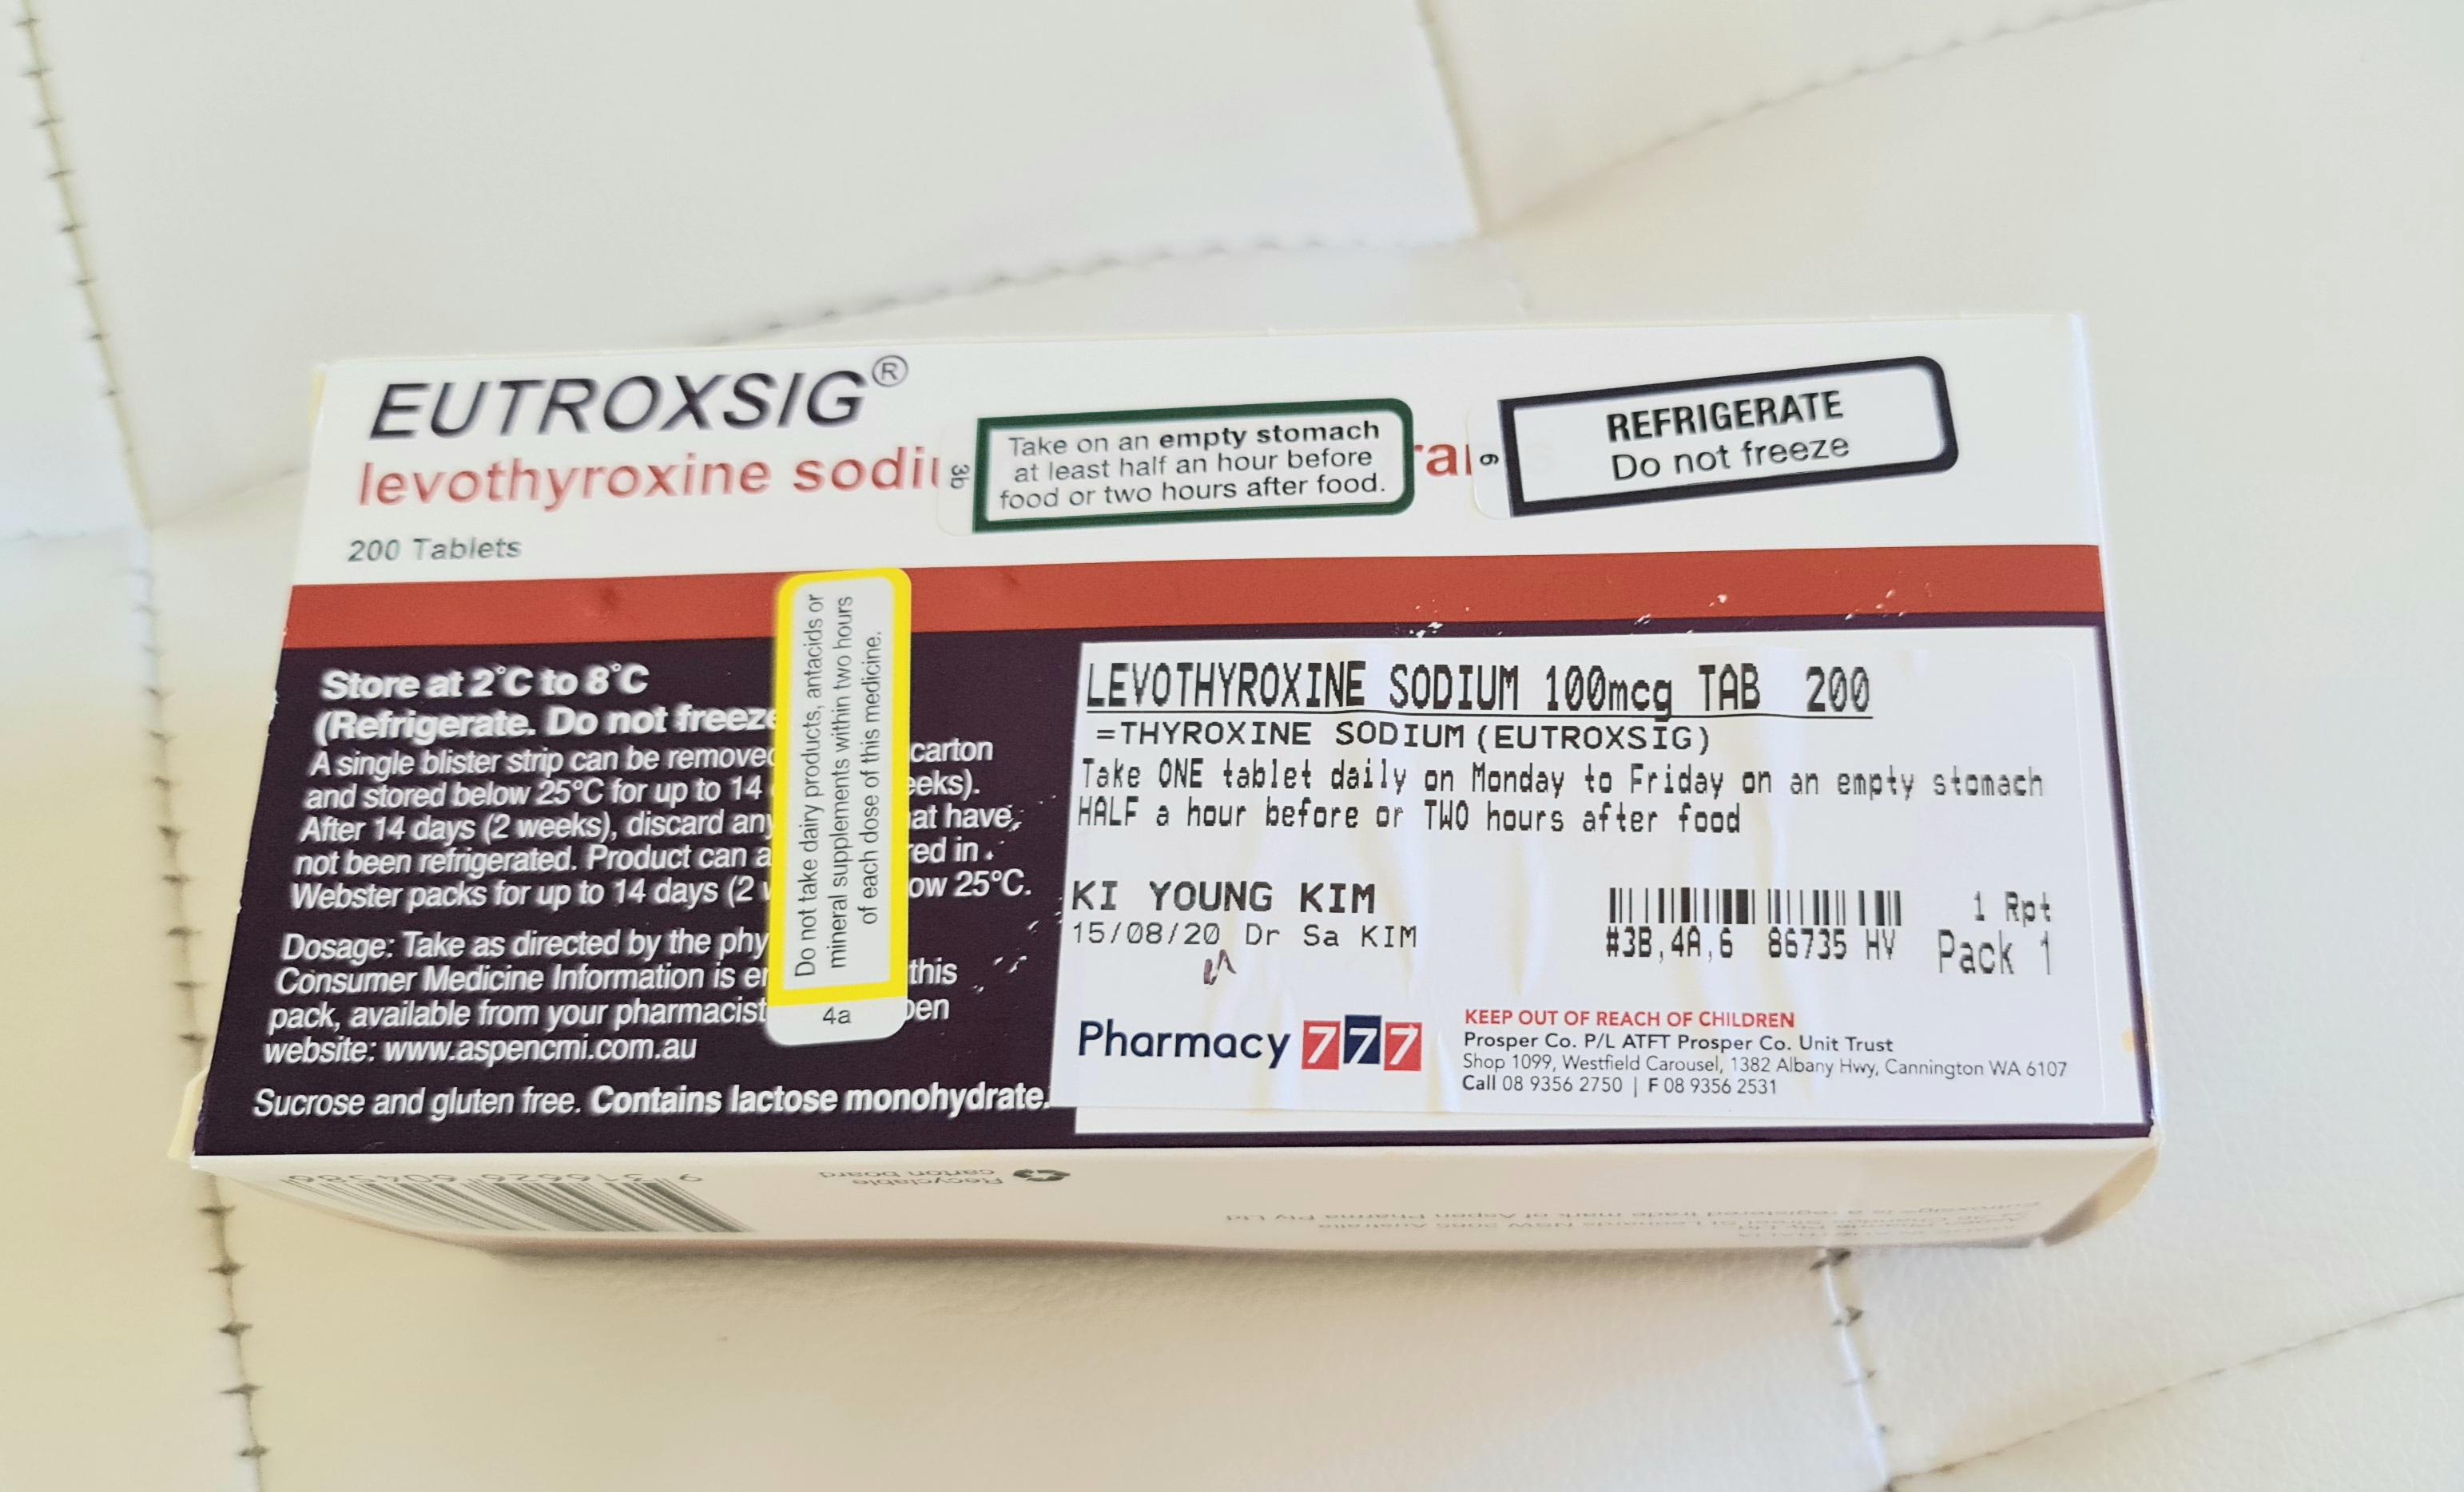 EUTROXSIG®
levothyroxine sodiu
200 Tablets
3b
Take on an empty stomach
at least half an hour before
food or two hours after food.
6
REFRIGERATE
Do not freeze
Store at 2°C to 8°C
(Refrigerate. Do not freeze
A single blister strip can be removed carton
and stored below 25°C for up to 14 eeks).
After 14 days (2 weeks), discard any at have
not been refrigerated. Product can a red in
Webster packs for up to 14 days (2 ow 25°C.
Dosage: Take as directed by the phy
Consumer Medicine Information is en this
pack, available from your pharmacist pen
website: www.aspencmi.com.au
Sucrose and gluten free. Contains lactose monohydrate.
Do not take dairy products, antacids or
mineral supplements within two hours
of each dose of this medicine.
4a
LEVOTHYROXINE SODIUM 100mcg TAB 200
=THYROXINE SODIUM(EUTROXSIG)
Take ONE tablet daily on Monday to Friday on an empty stomach
HALF a hour before or TWO hours after food
KI YOUNG KIM
15/08/20 Dr Sa KIM
#3B,4A,6 86735 HV
1 Rpt
Pack 1
Pharmacy 777
KEEP OUT OF REACH OF CHILDREN
Prosper Co. P/L ATFT Prosper Co. Unit Trust
Shop 1099, Westfield Carousel, 1382 Albany Hwy, Cannington WA 6107
Call 08 9356 2750 | F 08 9356 2531
Recyclable
carton board